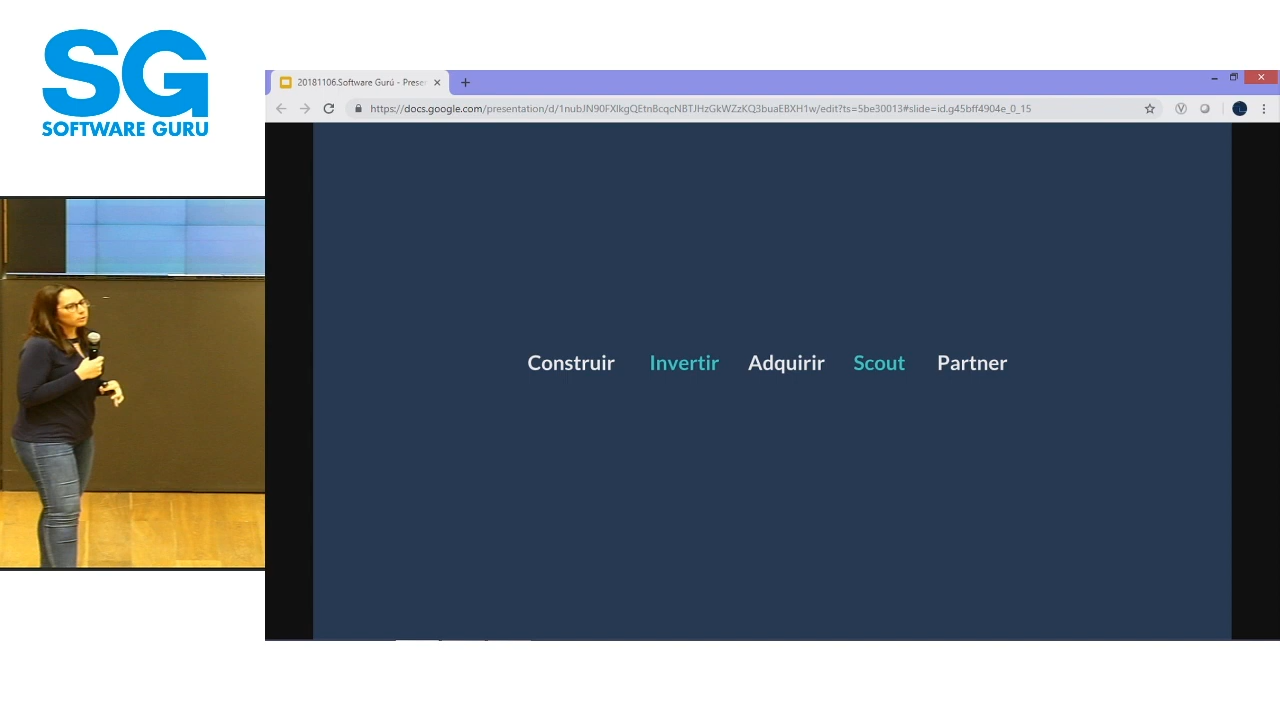 SG
SOFTWARE GURU
20181106.Software Gurú - Prese
https://docs.google.com/presentation/d/1nubJN90FXIkgQEtnBcqcNBTJHzGkWZzKQ3buaEBXH1w/edit?ts=5be30013#slide=id.g45bff4904e_0_15
Construir Invertir Adquirir Scout Partner